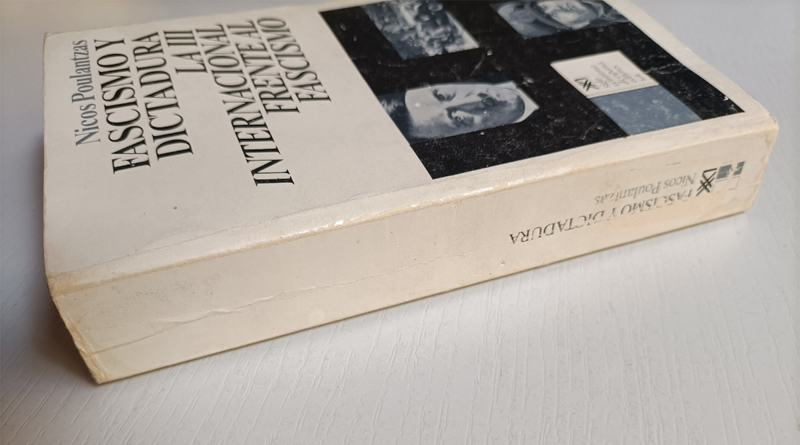 Nicos Poulantzas
FASCISMO Y
DICTADURA
LA III
INTERNACIONAL
FRENTE AL
FASCISMO
FASCISMO Y DICTADURA
Nicos Poulantzas